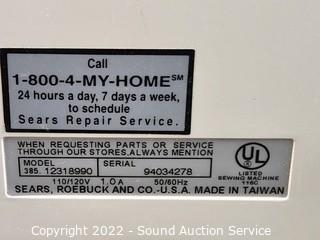 Call
1-800-4-MY-HOME℠
24 hours a day, 7 days a week,
to schedule
Sears Repair Service.
WHEN REQUESTING PARTS OR SERVICE
THROUGH OUR STORES,ALWAYS MENTION
MODEL SERIAL
385. 12318990 94034278
110/120V 1.0A 50/60Hz
SEARS, ROEBUCK AND CO.-U.S.A. MADE IN TAIWAN
UL
LISTED
SEWING MACHINE
116C
Copyright 2022 - Sound Auction Service